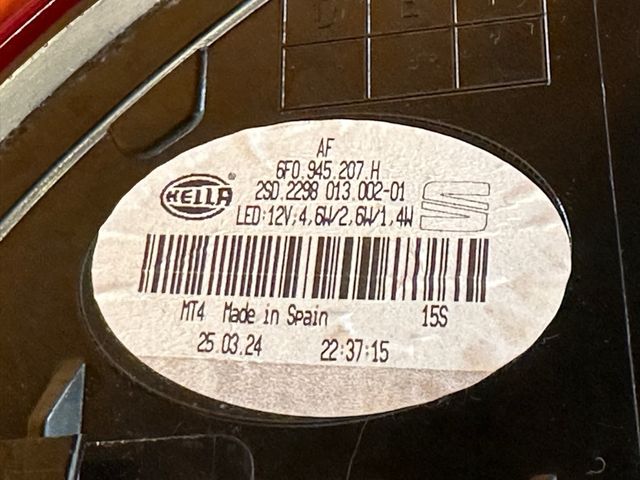 AF
6F0.945.207.H
HELLA ®
2SD.2298 013.002-01
LED:12V;4,6W/2,6W/1,4W
MT4 Made in Spain 15S
25.03.24 22:37:15